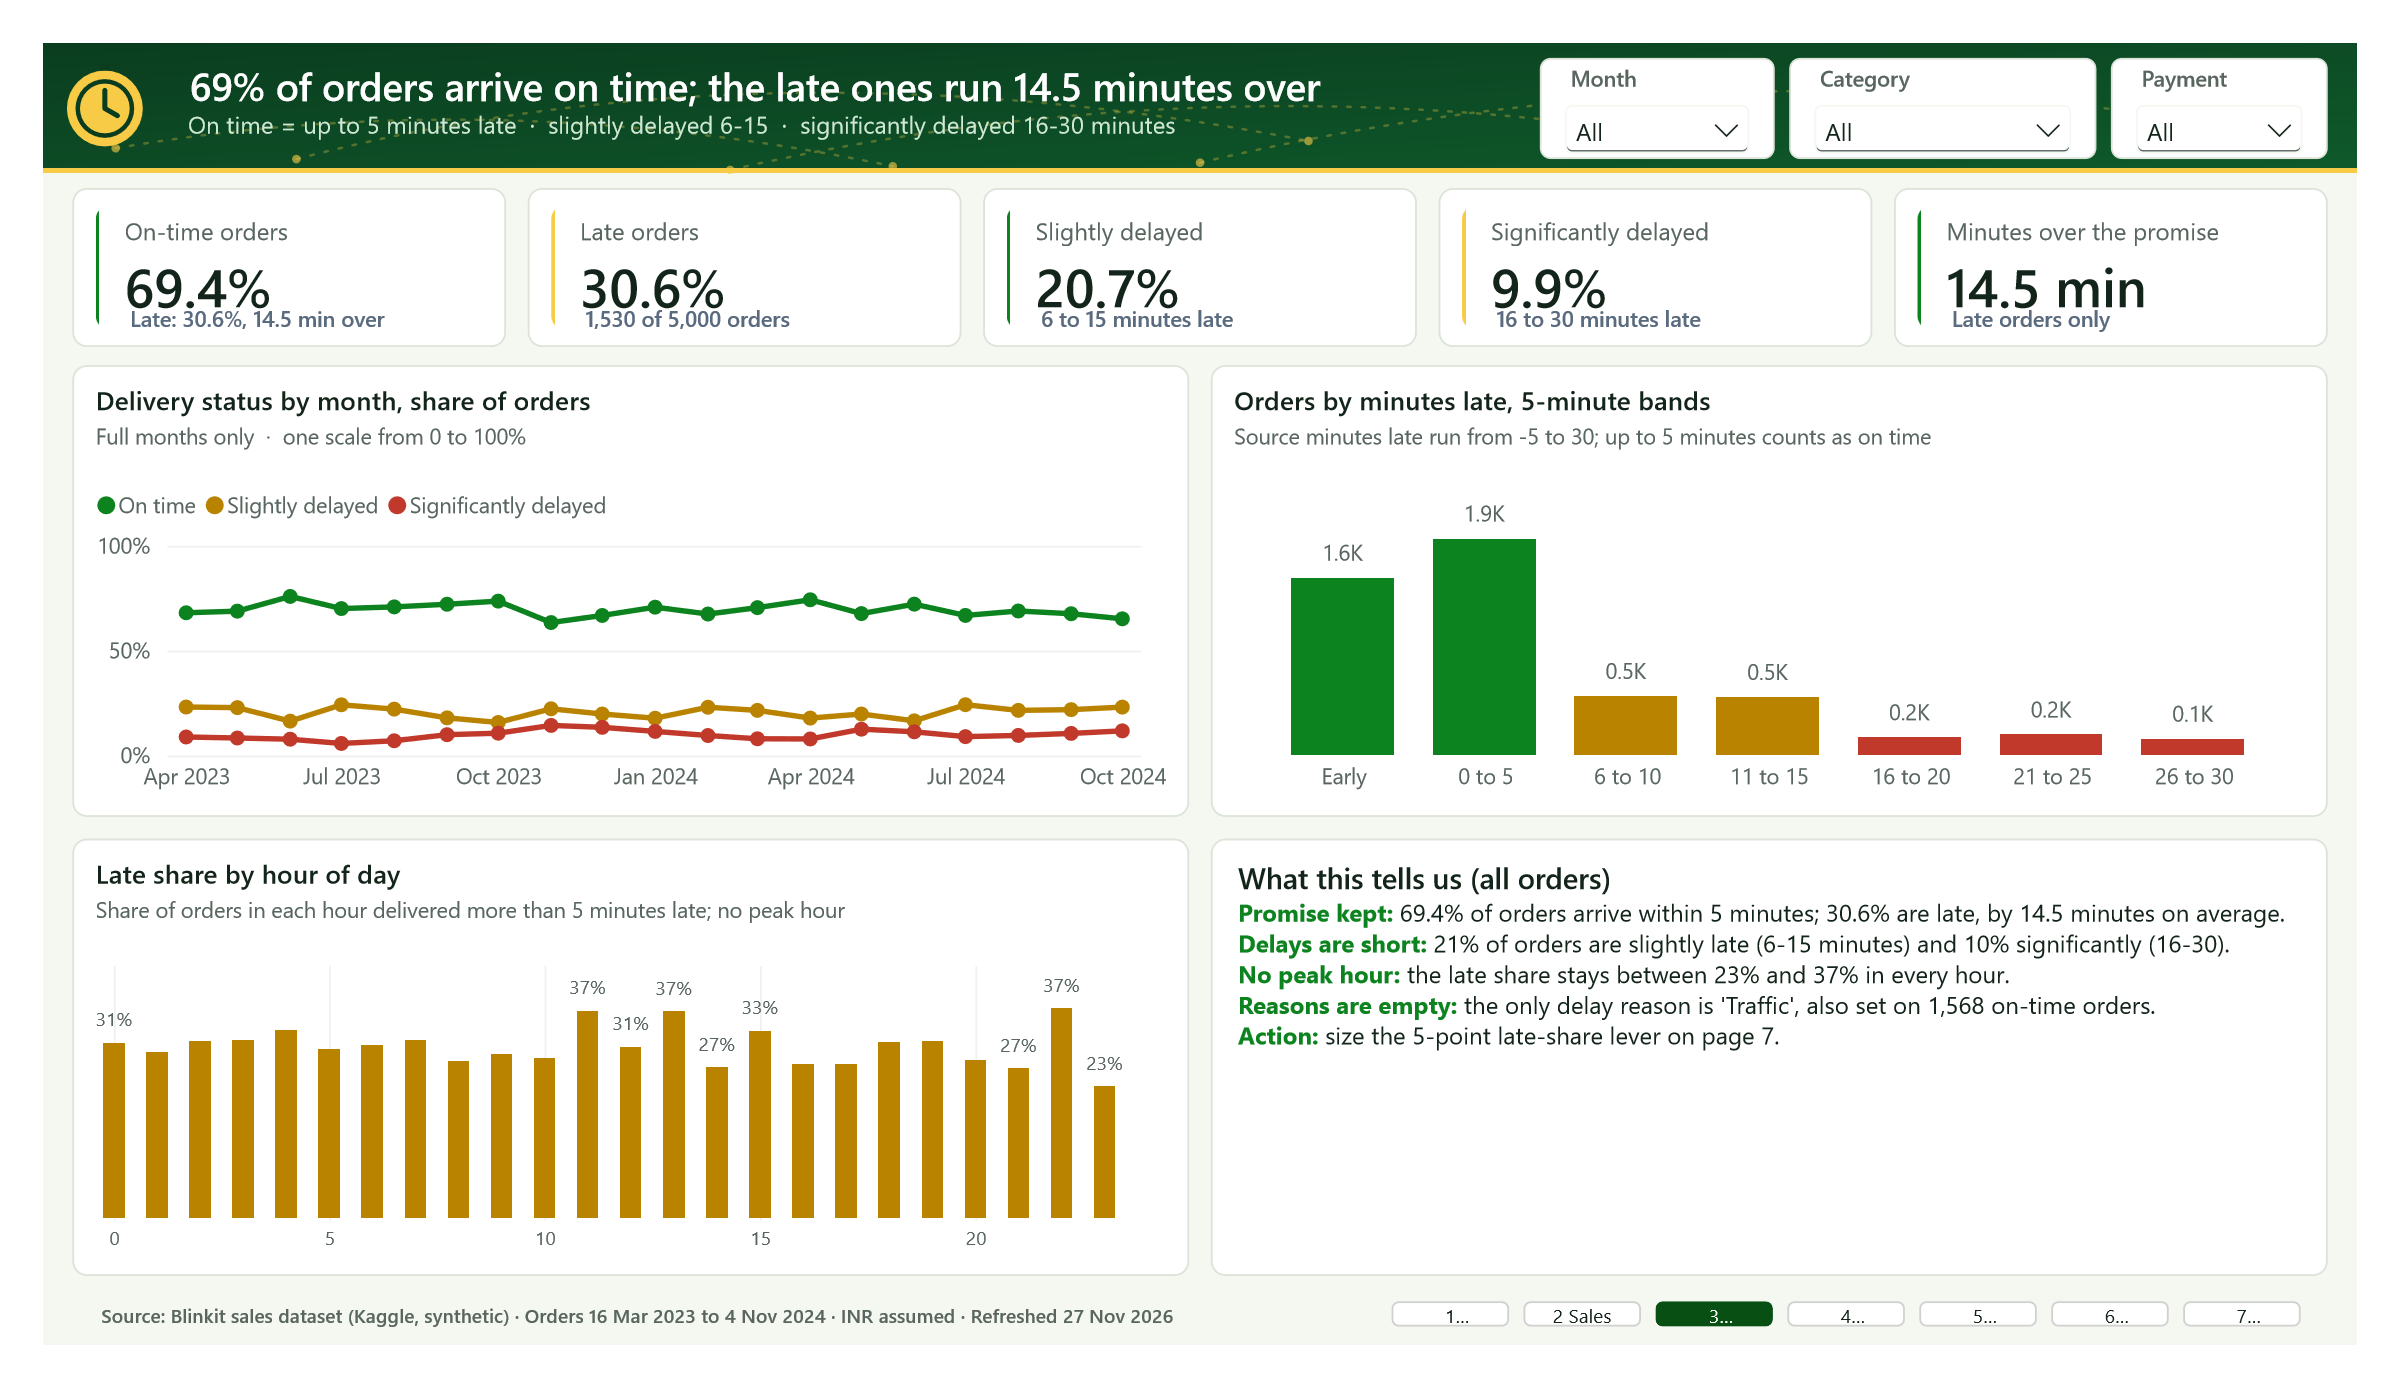 69% of orders arrive on time; the late ones run 14.5 minutes over
On time = up to 5 minutes late · slightly delayed 6-15 · significantly delayed 16-30 minutes
Month
All
Category
All
Payment
All
On-time orders
69.4%
Late: 30.6%, 14.5 min over
Late orders
30.6%
1,530 of 5,000 orders
Slightly delayed
20.7%
6 to 15 minutes late
Significantly delayed
9.9%
16 to 30 minutes late
Minutes over the promise
14.5 min
Late orders only
Delivery status by month, share of orders
Full months only · one scale from 0 to 100%
On time Slightly delayed Significantly delayed
100%
50%
0%
Apr 2023 Jul 2023 Oct 2023 Jan 2024 Apr 2024 Jul 2024 Oct 2024
Orders by minutes late, 5-minute bands
Source minutes late run from -5 to 30; up to 5 minutes counts as on time
1.6K 1.9K 0.5K 0.5K 0.2K 0.2K 0.1K
Early 0 to 5 6 to 10 11 to 15 16 to 20 21 to 25 26 to 30
Late share by hour of day
Share of orders in each hour delivered more than 5 minutes late; no peak hour
31% 37% 31% 37% 27% 33% 27% 37% 23%
0 5 10 15 20
What this tells us (all orders)
Promise kept: 69.4% of orders arrive within 5 minutes; 30.6% are late, by 14.5 minutes on average.
Delays are short: 21% of orders are slightly late (6-15 minutes) and 10% significantly (16-30).
No peak hour: the late share stays between 23% and 37% in every hour.
Reasons are empty: the only delay reason is 'Traffic', also set on 1,568 on-time orders.
Action: size the 5-point late-share lever on page 7.
Source: Blinkit sales dataset (Kaggle, synthetic) · Orders 16 Mar 2023 to 4 Nov 2024 · INR assumed · Refreshed 27 Nov 2026
1... 2 Sales 3... 4... 5... 6... 7...